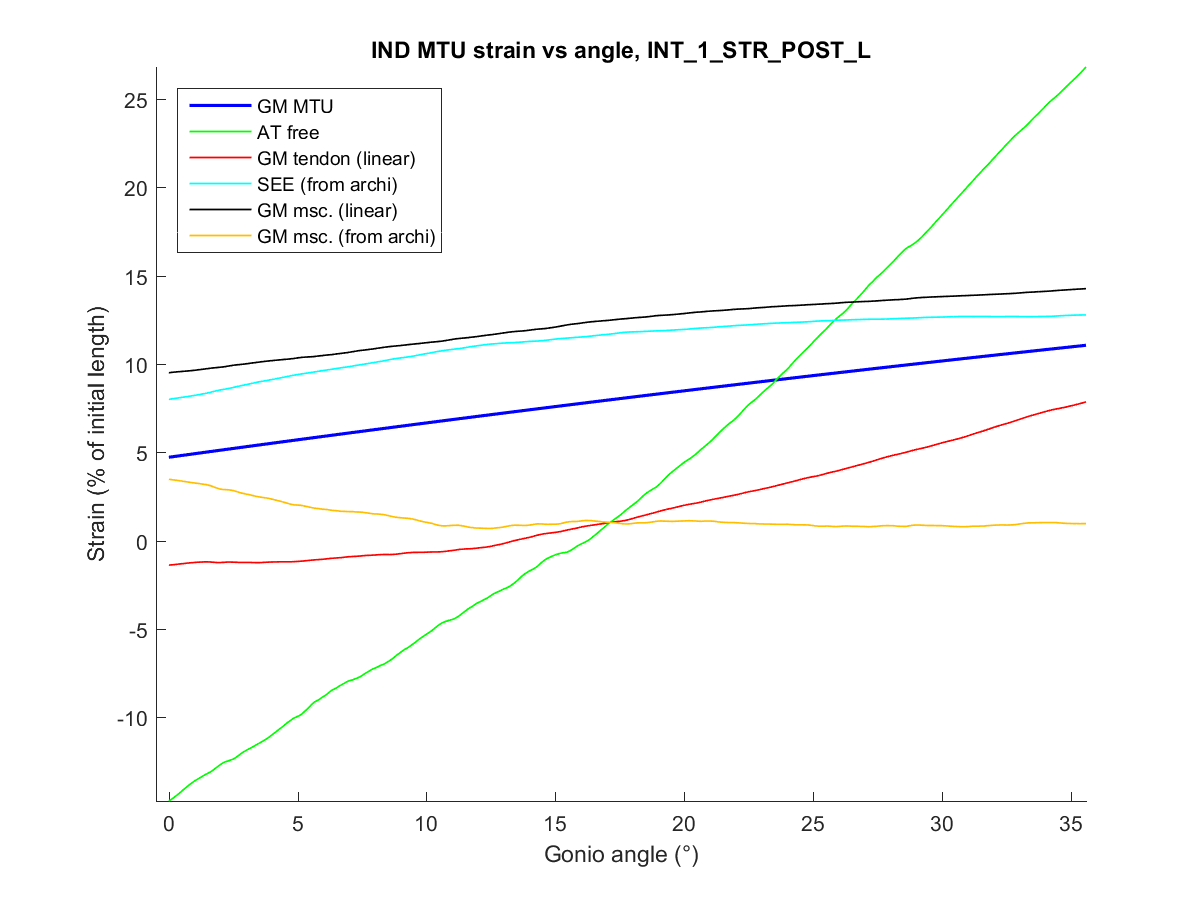 IND MTU strain vs angle, INT_1_STR_POST_L
GM MTU
AT free
GM tendon (linear)
SEE (from archi)
GM msc. (linear)
GM msc. (from archi)
25
20
15
10
5
0
-5
-10
Strain (% of initial length)
0 5 10 15 20 25 30 35
Gonio angle (°)